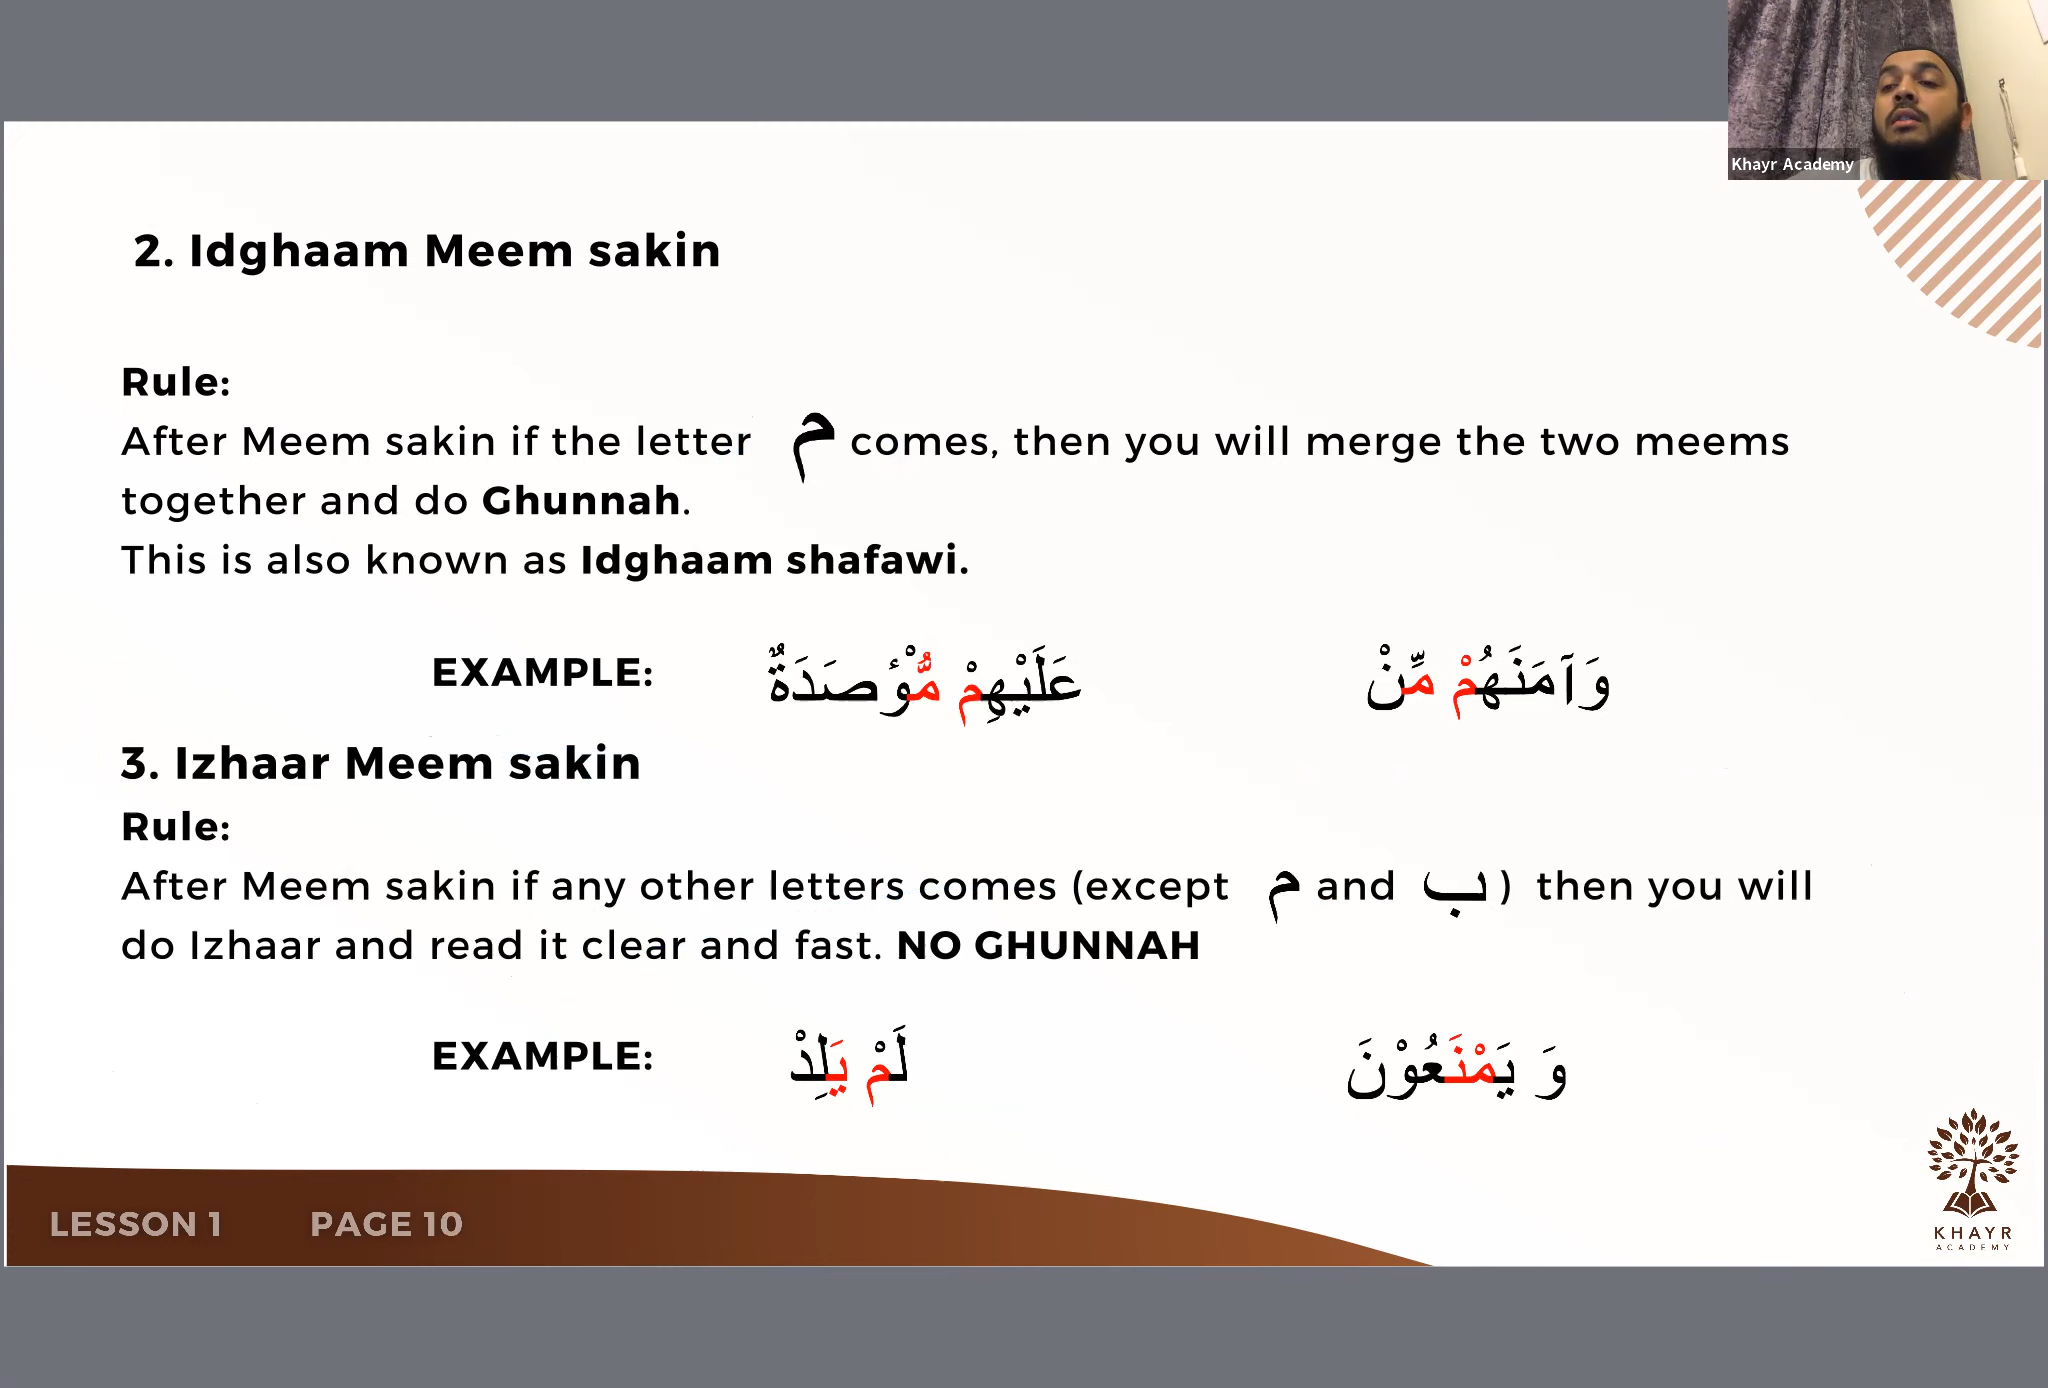 Khayr Academy
2. Idghaam Meem sakin
Rule:
After Meem sakin if the letter م comes, then you will merge the two meems
together and do Ghunnah.
This is also known as Idghaam shafawi.
EXAMPLE: عَلَيْهِمْ مُّؤْصَدَةٌ وَآمَنَهُمْ مِّنْ
3. Izhaar Meem sakin
Rule:
After Meem sakin if any other letters comes (except م and ب ) then you will
do Izhaar and read it clear and fast. NO GHUNNAH
EXAMPLE: لَمْ يَلِدْ وَ يَمْنَعُوْنَ
LESSON 1 PAGE 10
KHAYR
ACADEMY